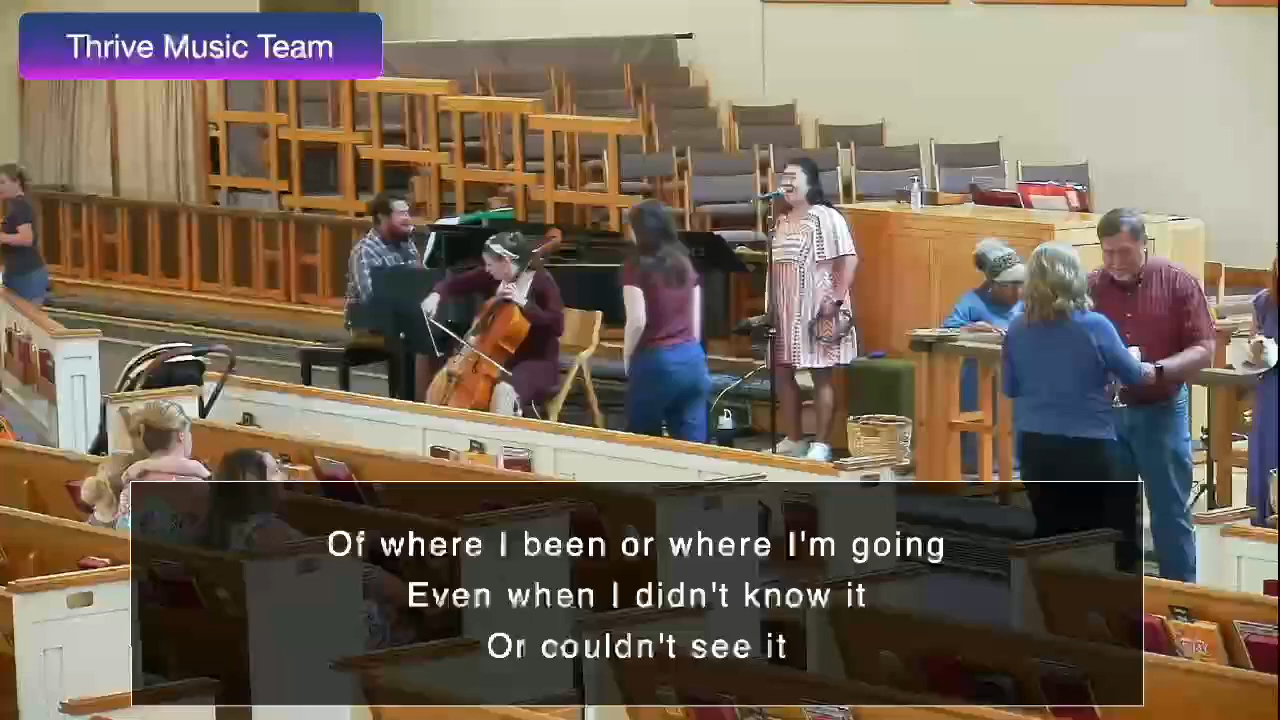 Thrive Music Team
Of where I been or where I'm going
Even when I didn't know it
Or couldn't see it